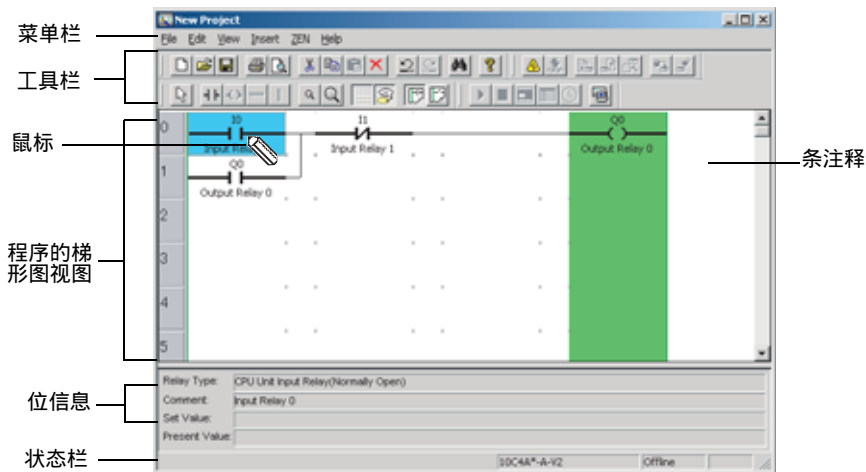 New Project
菜单栏
File Edit View Insert ZEN Help
工具栏
鼠标
0
I0
I1
Q0
Input Relay
Input Relay 1
Output Relay 0
条注释
1
Q0
Output Relay 0
2
程序的梯
形图视图
3
4
5
Relay Type: CPU Unit Input Relay(Normally Open)
位信息
Comment: Input Relay 0
Set Value:
Present Value:
状态栏
10C4A*-A-V2
Offline